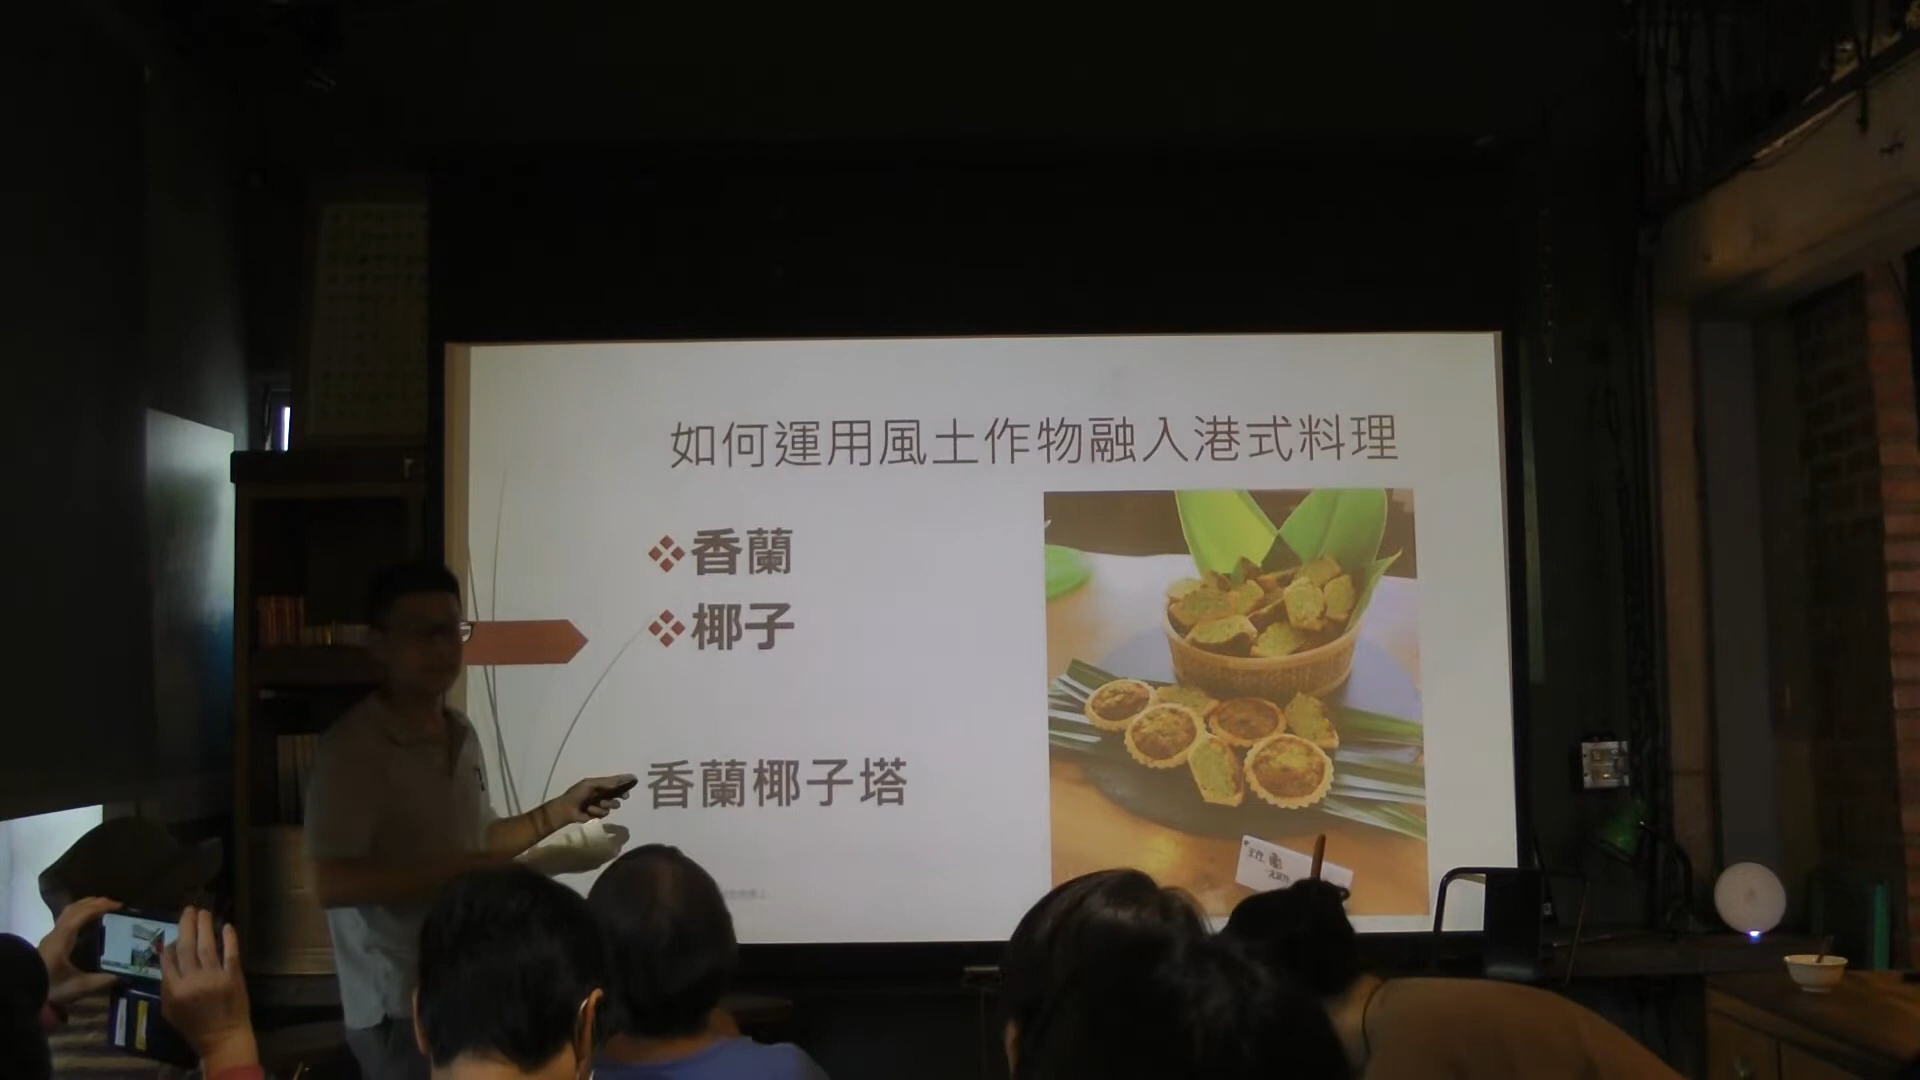 如何運用風土作物融入港式料理
香蘭
椰子
香蘭椰子塔